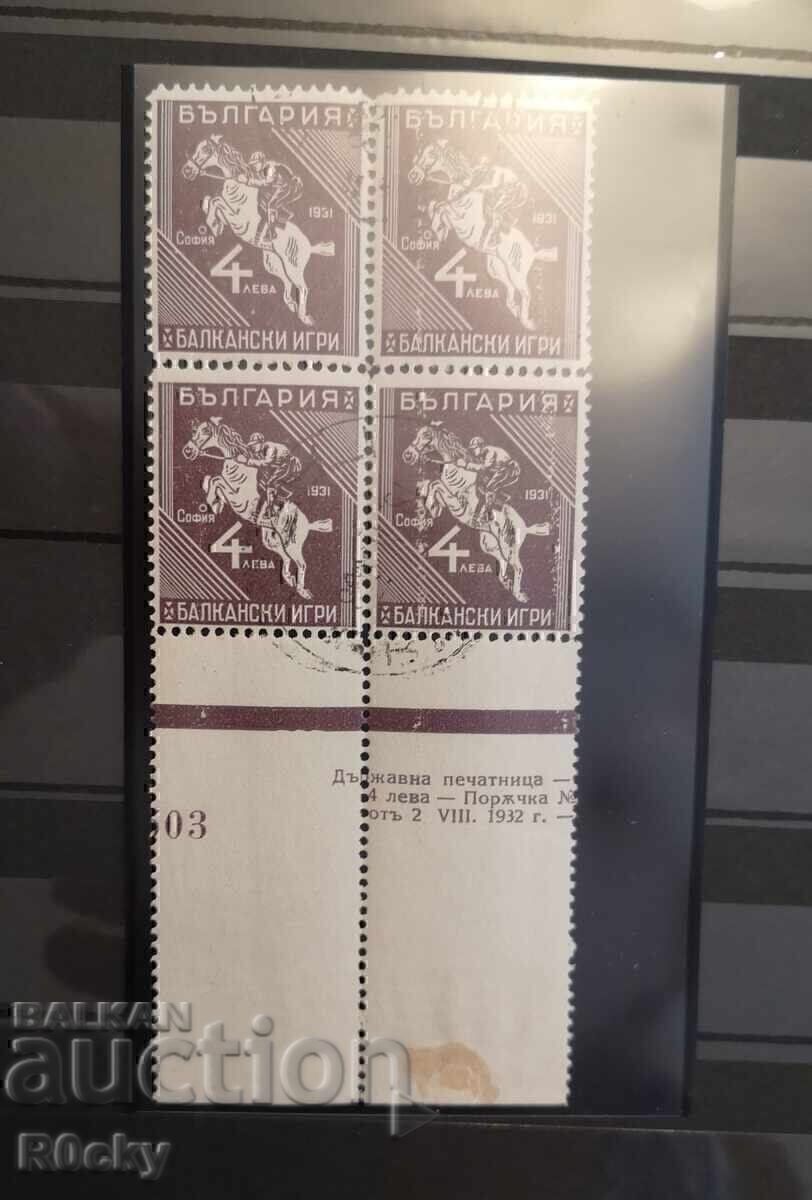 БЪЛГАРИЯ
1931
София
4
ЛЕВА
БАЛКАНСКИ ИГРИ
БЪЛГАРИЯ
1931
София
4
ЛЕВА
БАЛКАНСКИ ИГРИ
БЪЛГАРИЯ
1931
София
4
ЛЕВА
БАЛКАНСКИ ИГРИ
БЪЛГАРИЯ
1931
София
4
ЛЕВА
БАЛКАНСКИ ИГРИ
Държавна печатница —
4 лева — Порѫчка №
отъ 2 VIII. 1932 г. —
03
BALKAN
auction
R0cky